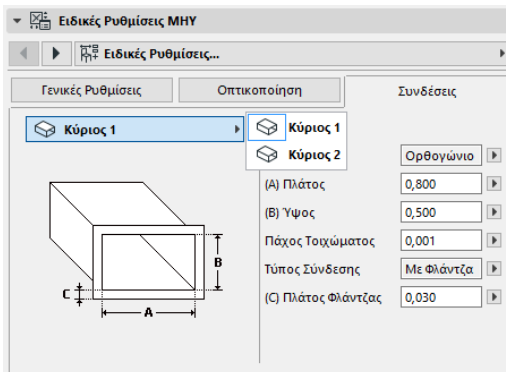 Ειδικές Ρυθμίσεις ΜΗΥ
Ειδικές Ρυθμίσεις...
Γενικές Ρυθμίσεις Οπτικοποίηση Συνδέσεις
Κύριος 1 Κύριος 1
Κύριος 2
Ορθογώνιο
(A) Πλάτος 0,800
(B) Ύψος 0,500
Πάχος Τοιχώματος 0,001
Τύπος Σύνδεσης Με Φλάντζα
(C) Πλάτος Φλάντζας 0,030
B
C
A